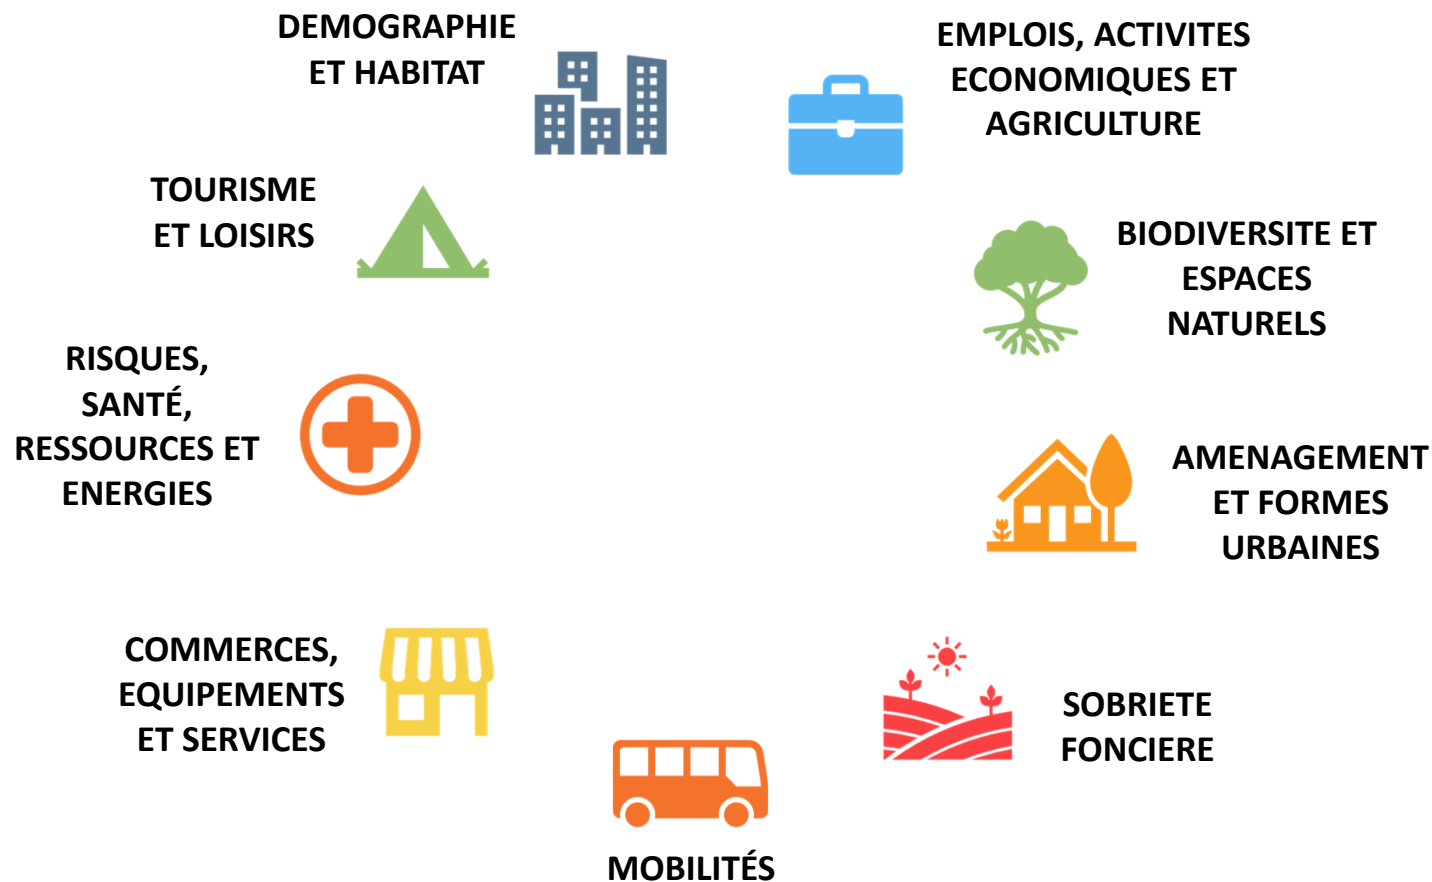 DEMOGRAPHIE
ET HABITAT
EMPLOIS, ACTIVITES
ECONOMIQUES ET
AGRICULTURE
TOURISME
ET LOISIRS
BIODIVERSITE ET
ESPACES
NATURELS
RISQUES,
SANTÉ,
RESSOURCES ET
ENERGIES
AMENAGEMENT
ET FORMES
URBAINES
COMMERCES,
EQUIPEMENTS
ET SERVICES
SOBRIETE
FONCIERE
MOBILITÉS